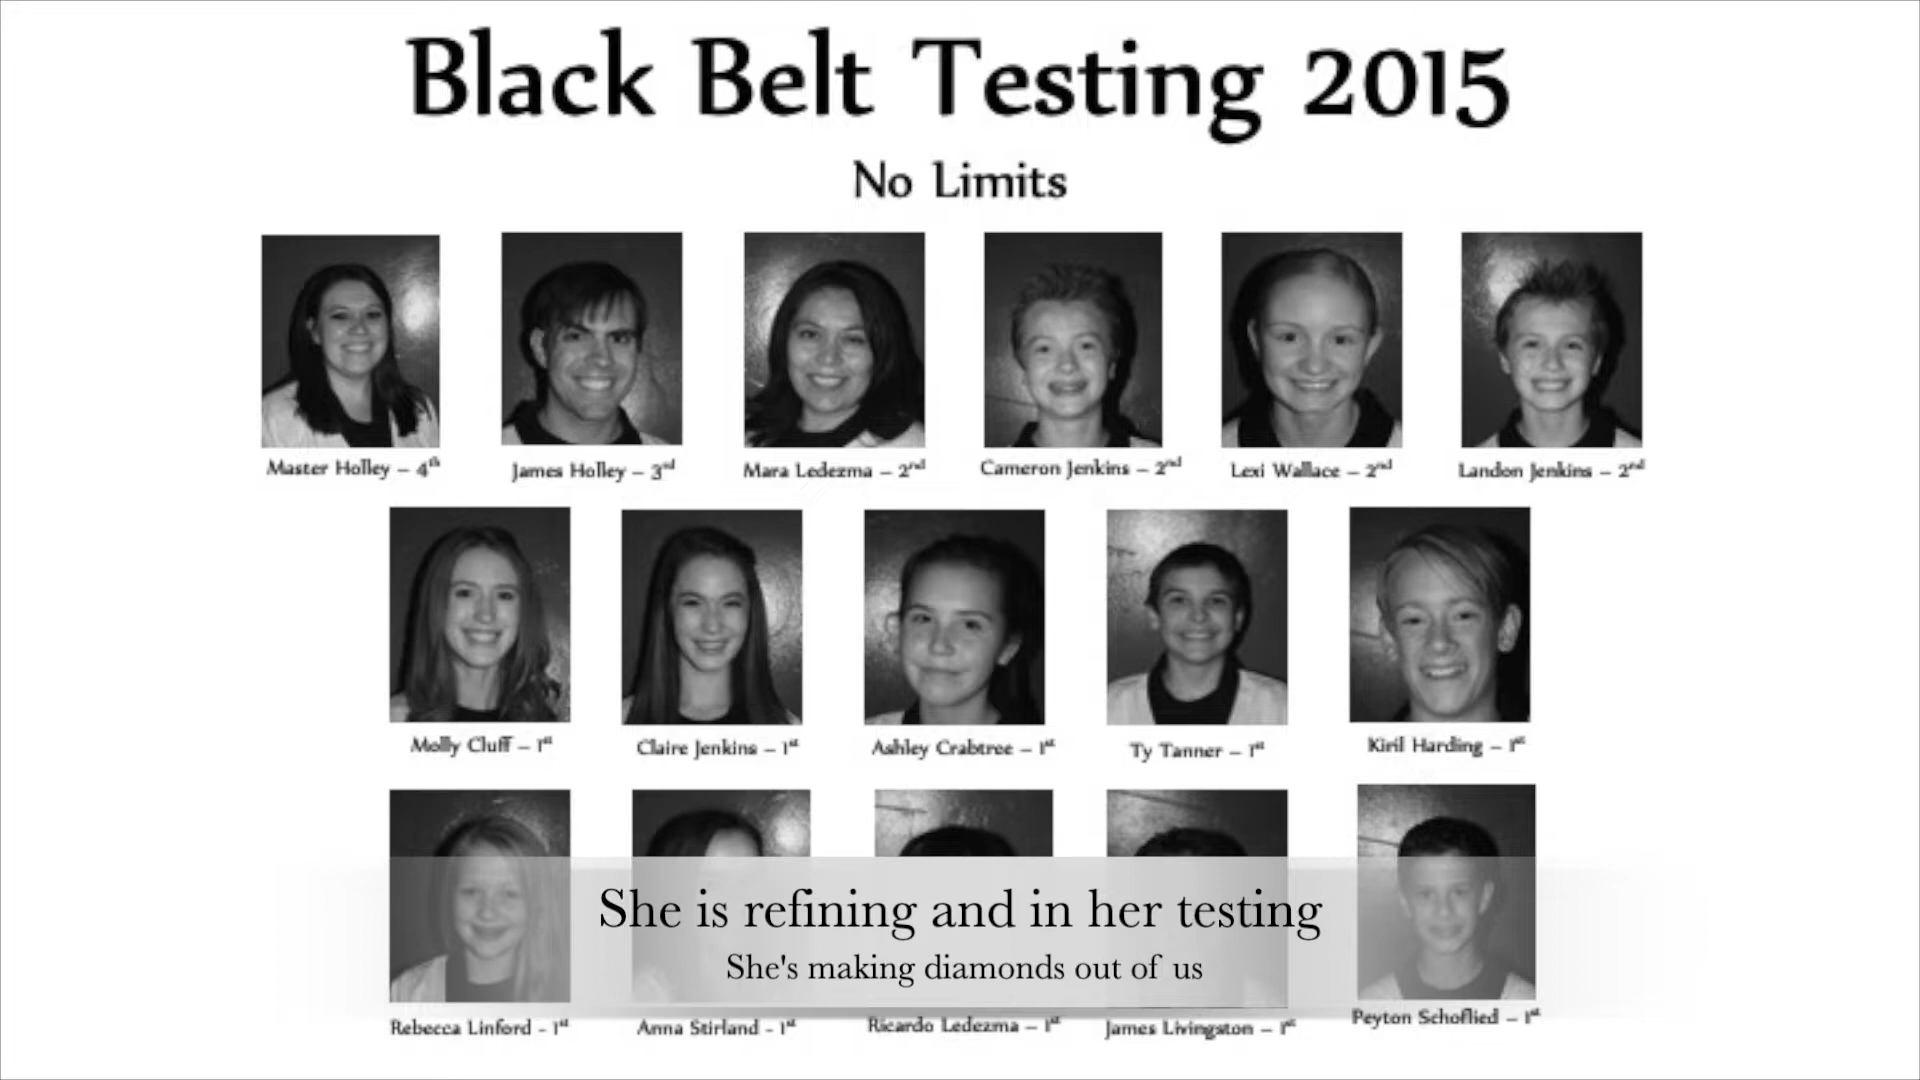 Black Belt Testing 2015
No Limits
Master Holley – 4th
James Holley – 3rd
Mara Ledezma – 2nd
Cameron Jenkins – 2nd
Lexi Wallace – 2nd
Landon Jenkins – 2nd
Molly Cluff – 1st
Claire Jenkins – 1st
Ashley Crabtree – 1st
Ty Tanner – 1st
Kiril Harding – 1st
She is refining and in her testing
She's making diamonds out of us
Rebecca Linford - 1st
Anna Stirland - 1st
Ricardo Ledezma – 1st
James Livingston – 1st
Peyton Schoflied – 1st